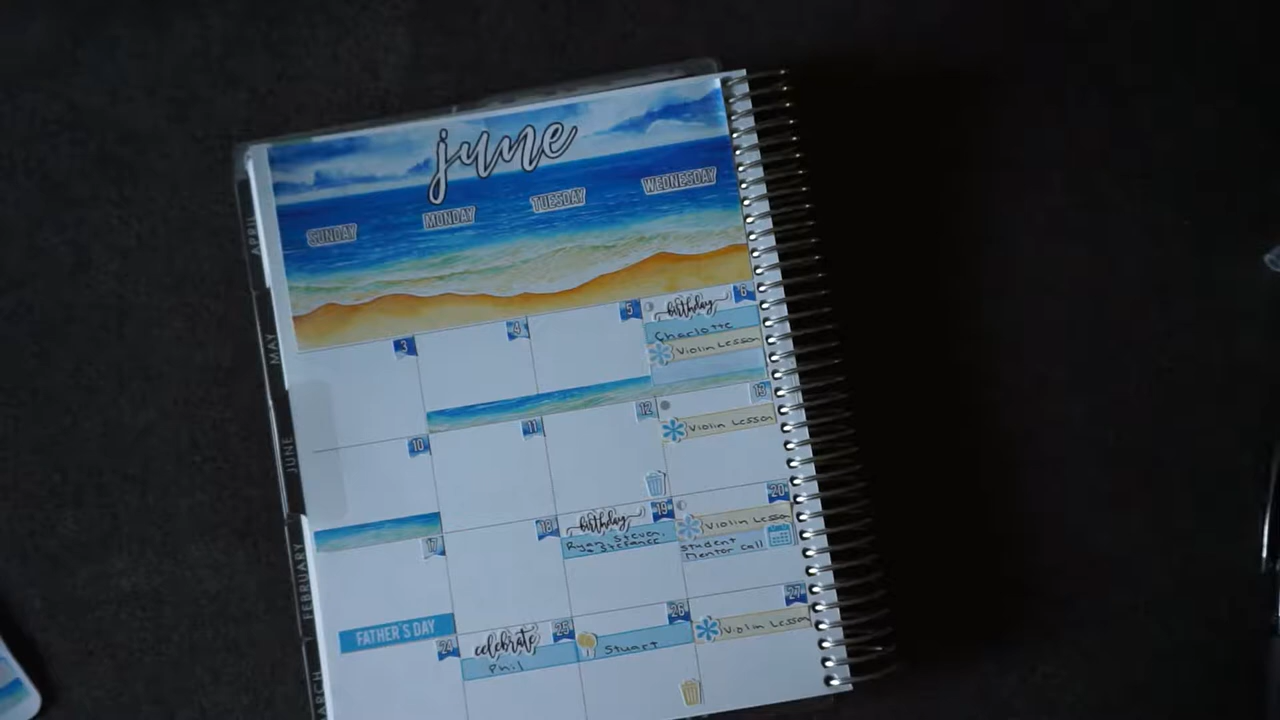 june
SUNDAY MONDAY TUESDAY WEDNESDAY
APRIL
MAY
JUNE
FEBRUARY
3 4 5 birthday 6
Charlotte
Violin Lesson
10 11 12 13
Violin Lesson
17 18 birthday 19 20
Ryan, Steven,
Violin Lesson
Student
Mentor Call
FATHER'S DAY
24 celebrate 25 26 27
Phil
Stuart
Violin Lesson